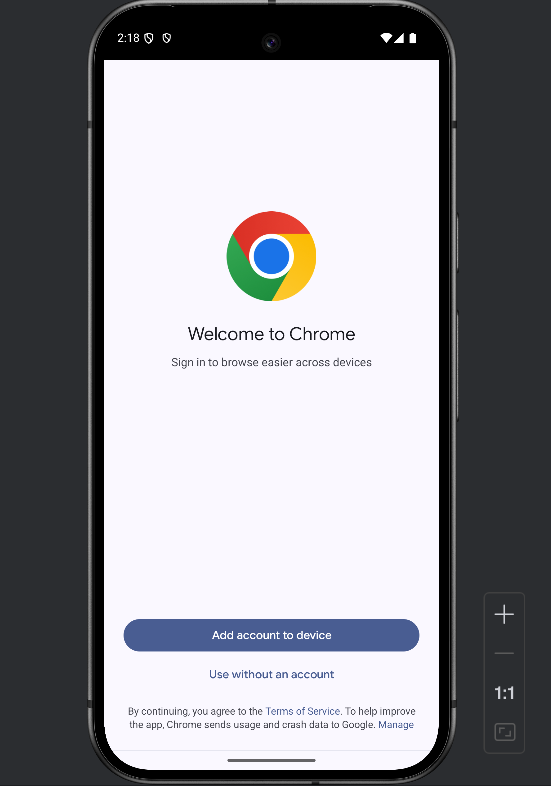 2:18
Welcome to Chrome
Sign in to browse easier across devices
Add account to device
Use without an account
By continuing, you agree to the Terms of Service. To help improve
the app, Chrome sends usage and crash data to Google. Manage
1:1